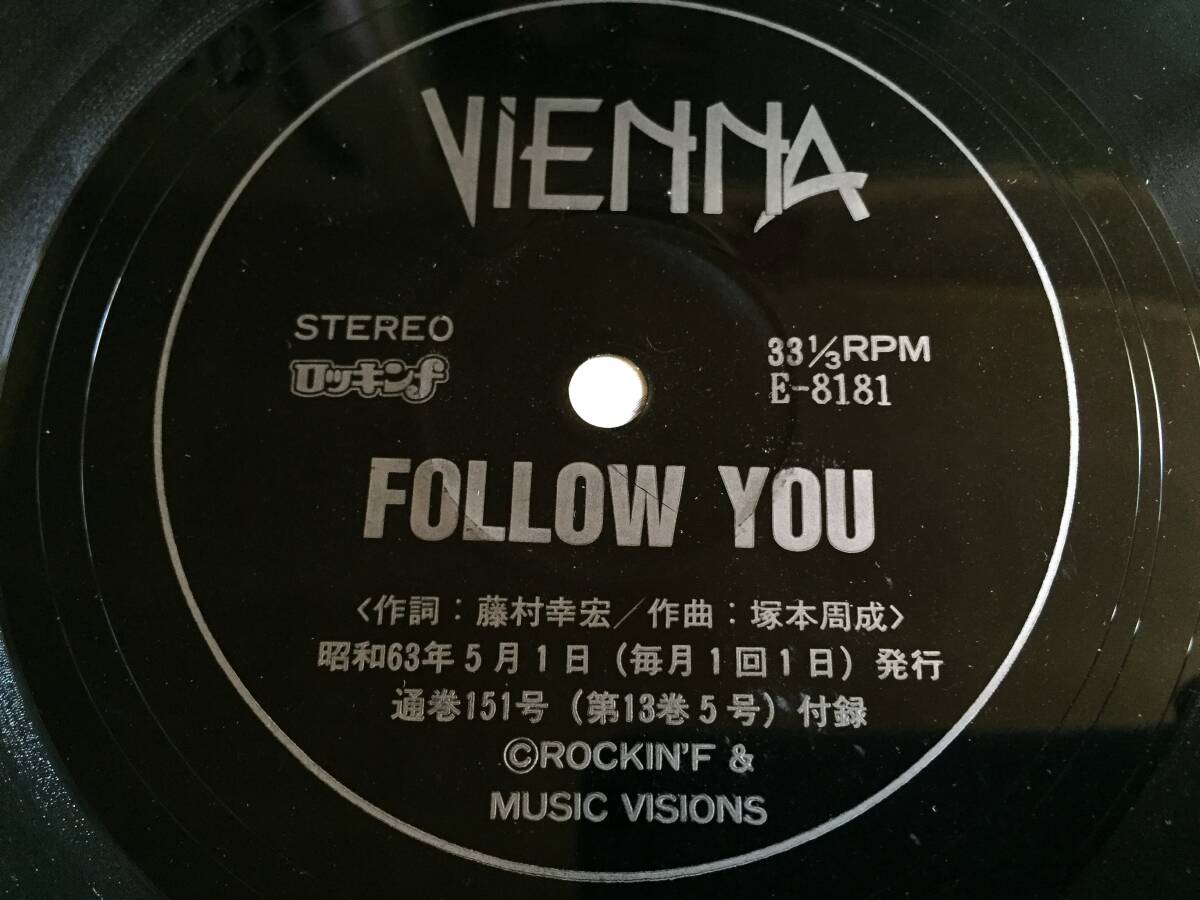 ViENNA
STEREO
ロッキンf
33⅓RPM
E-8181
FOLLOW YOU
〈作詞：藤村幸宏／作曲：塚本周成〉
昭和63年5月1日（毎月1回1日）発行
通巻151号（第13巻5号）付録
©ROCKIN'F &
MUSIC VISIONS